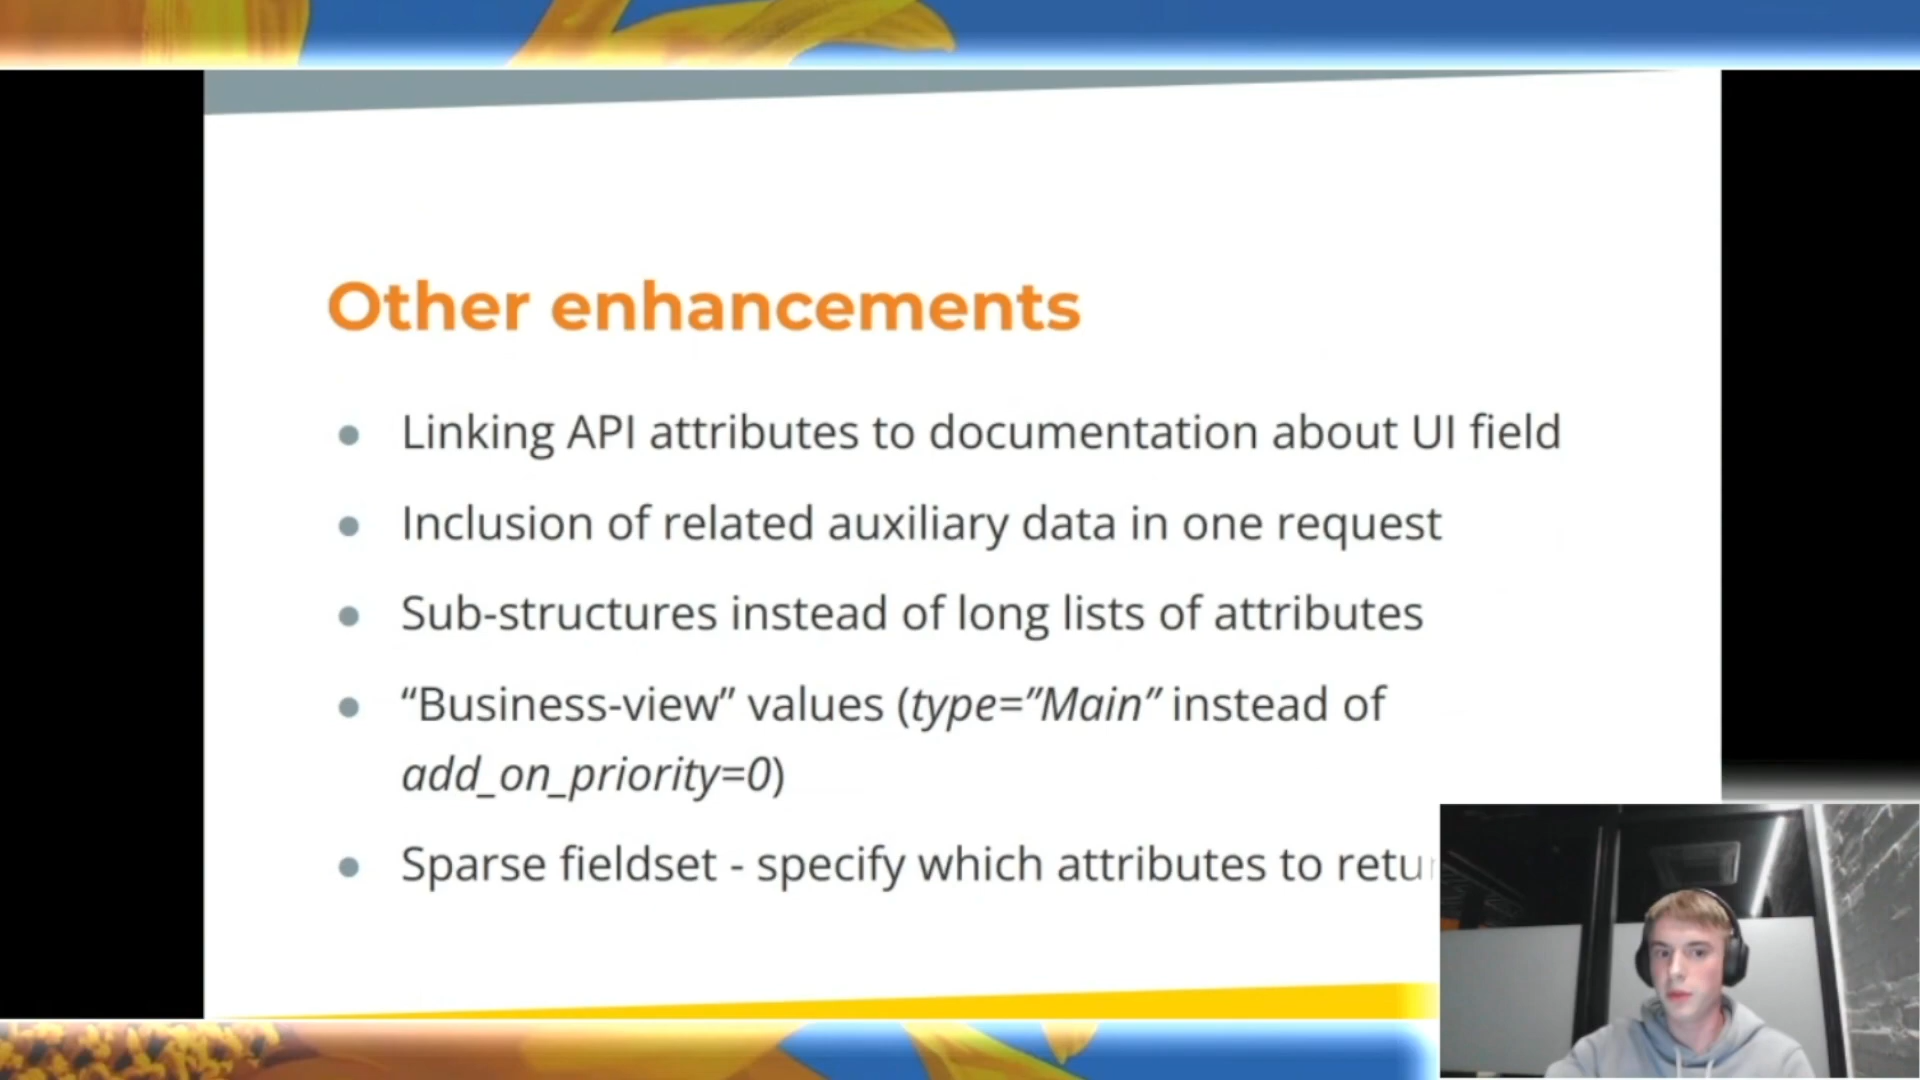 Other enhancements
● Linking API attributes to documentation about UI field
● Inclusion of related auxiliary data in one request
● Sub-structures instead of long lists of attributes
● “Business-view” values (type=”Main” instead of
add_on_priority=0)
● Sparse fieldset - specify which attributes to